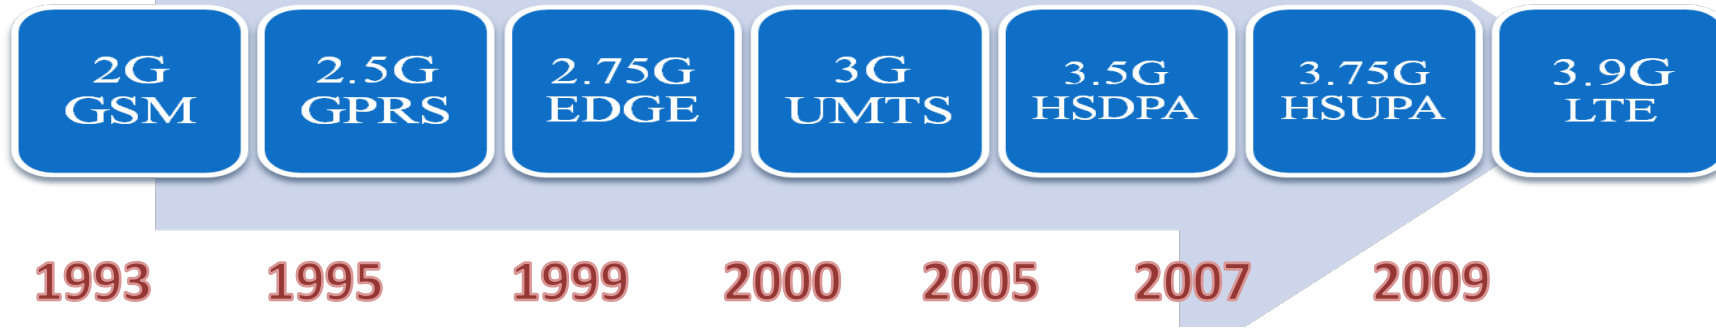 2G
GSM
2.5G
GPRS
2.75G
EDGE
3G
UMTS
3.5G
HSDPA
3.75G
HSUPA
3.9G
LTE
1993
1995
1999
2000
2005
2007
2009